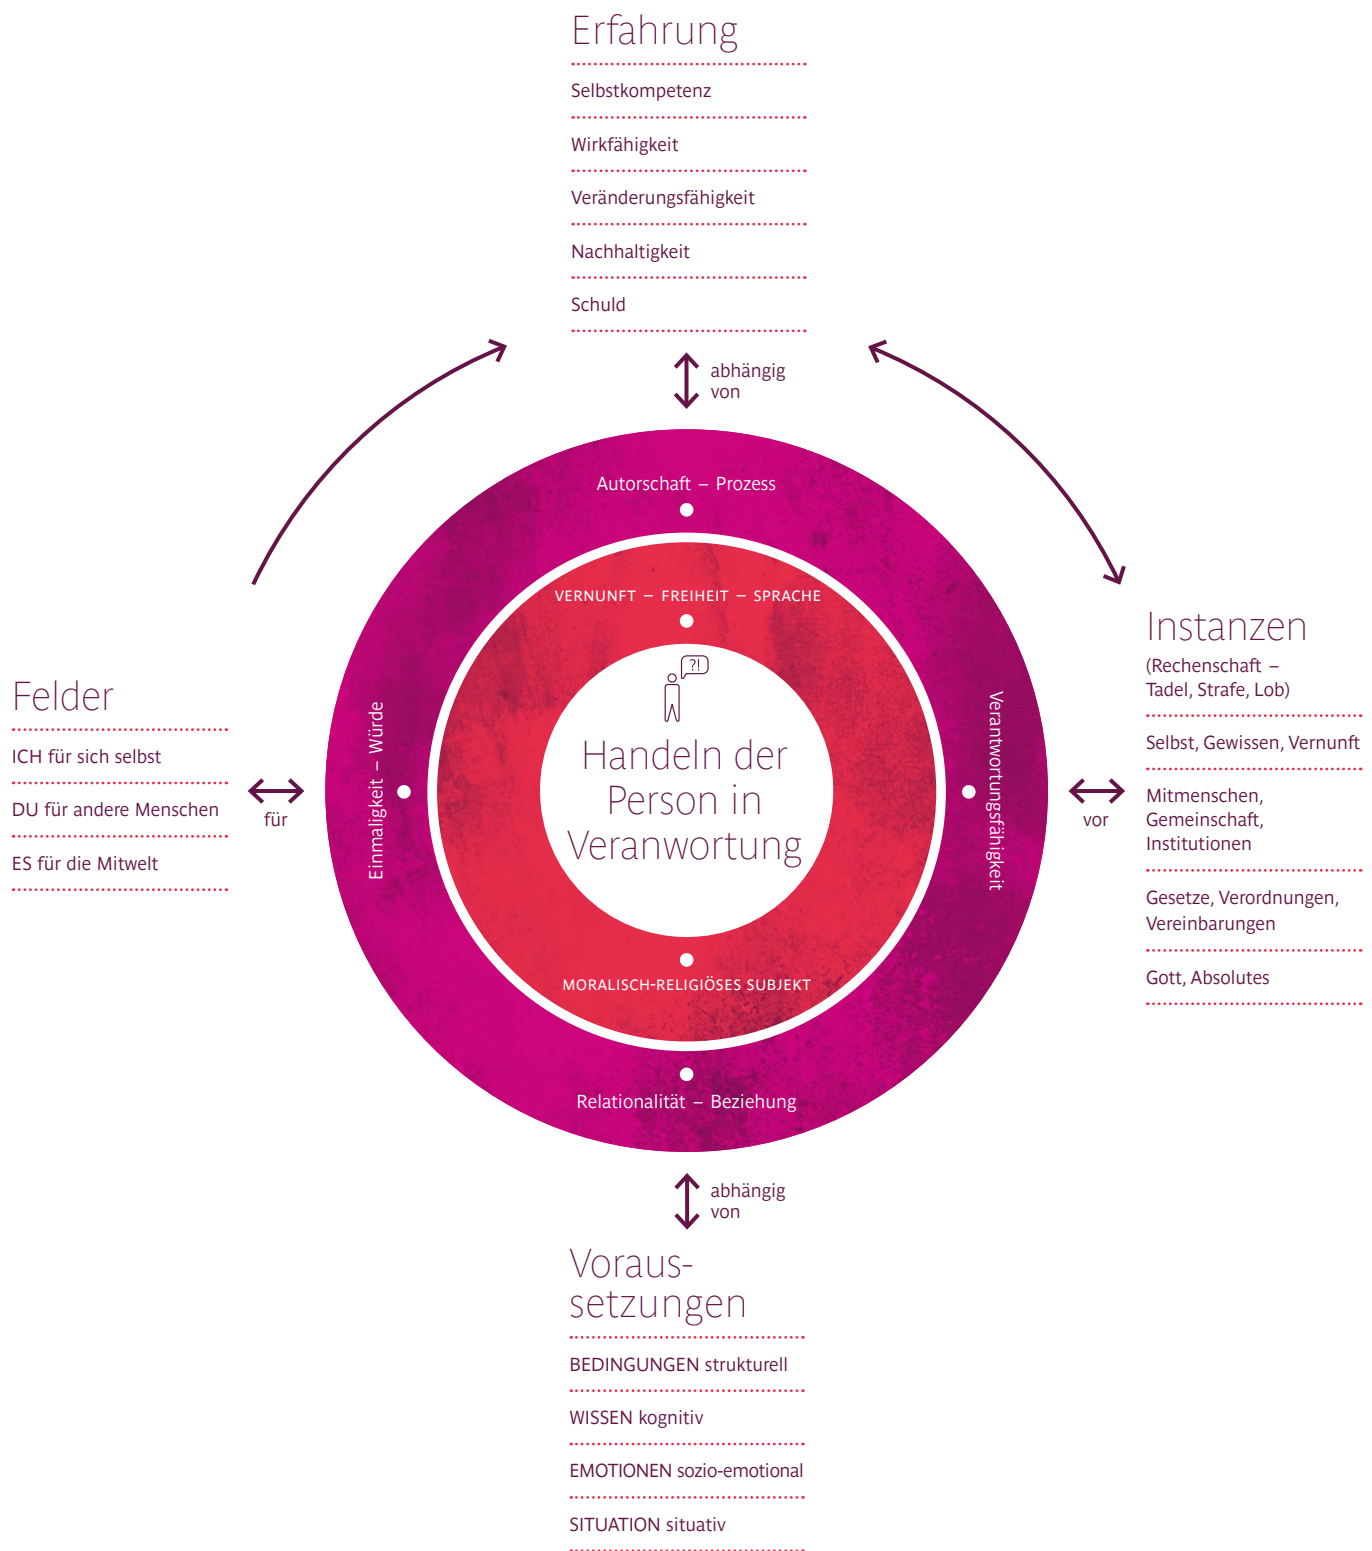 Erfahrung
Selbstkompetenz
Wirkfähigkeit
Veränderungsfähigkeit
Nachhaltigkeit
Schuld
abhängig
von
Autorschaft – Prozess
VERNUNFT – FREIHEIT – SPRACHE
?!
Handeln der
Person in
Veranwortung
MORALISCH-RELIGIÖSES SUBJEKT
Relationalität – Beziehung
Einmaligkeit – Würde
Verantwortungsfähigkeit
Felder
ICH für sich selbst
DU für andere Menschen
ES für die Mitwelt
für
vor
Instanzen
(Rechenschaft –
Tadel, Strafe, Lob)
Selbst, Gewissen, Vernunft
Mitmenschen,
Gemeinschaft,
Institutionen
Gesetze, Verordnungen,
Vereinbarungen
Gott, Absolutes
abhängig
von
Voraus-
setzungen
BEDINGUNGEN strukturell
WISSEN kognitiv
EMOTIONEN sozio-emotional
SITUATION situativ